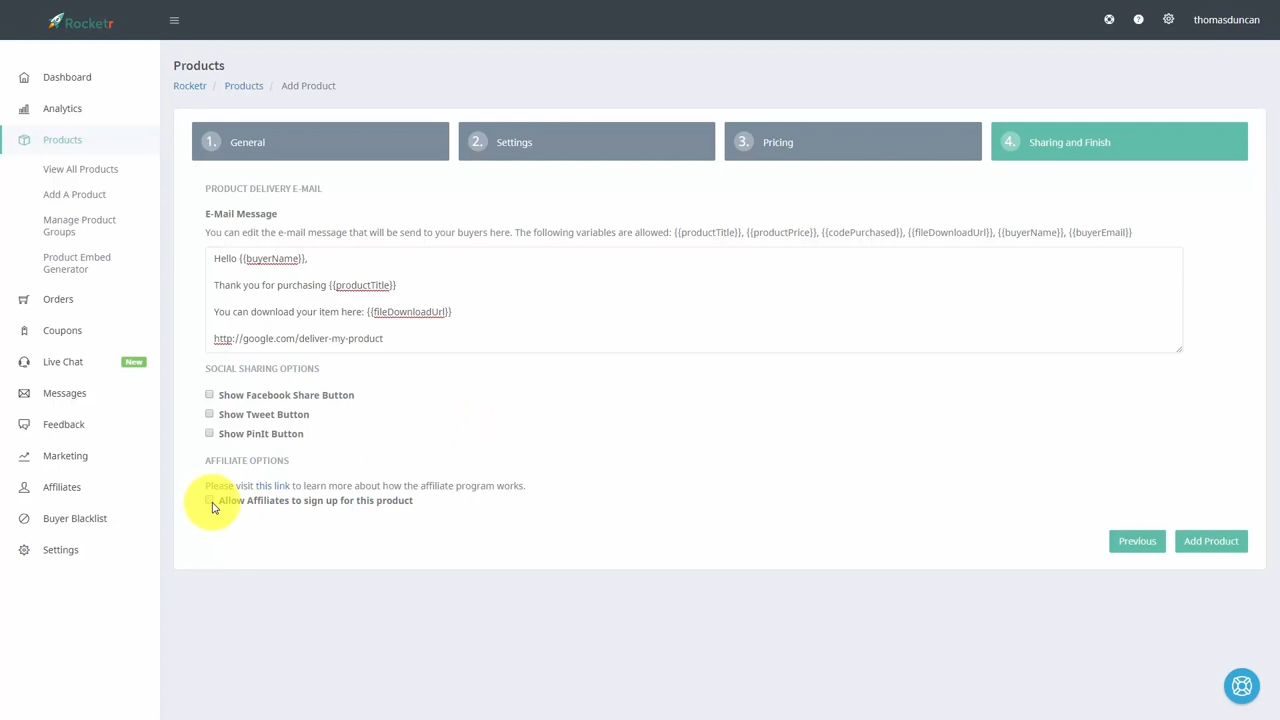 Rocketr
thomasduncan
Dashboard
Analytics
Products
View All Products
Add A Product
Manage Product
Groups
Product Embed
Generator
Orders
Coupons
Live Chat New
Messages
Feedback
Marketing
Affiliates
Buyer Blacklist
Settings
Products
Rocketr / Products / Add Product
1. General
2. Settings
3. Pricing
4. Sharing and Finish
PRODUCT DELIVERY E-MAIL
E-Mail Message
You can edit the e-mail message that will be send to your buyers here. The following variables are allowed: {{productTitle}}, {{productPrice}}, {{codePurchased}}, {{fileDownloadUrl}}, {{buyerName}}, {{buyerEmail}}
Hello {{buyerName}},
Thank you for purchasing {{productTitle}}
You can download your item here: {{fileDownloadUrl}}
http://google.com/deliver-my-product
SOCIAL SHARING OPTIONS
Show Facebook Share Button
Show Tweet Button
Show PinIt Button
AFFILIATE OPTIONS
Please visit this link to learn more about how the affiliate program works.
Allow Affiliates to sign up for this product
Previous
Add Product